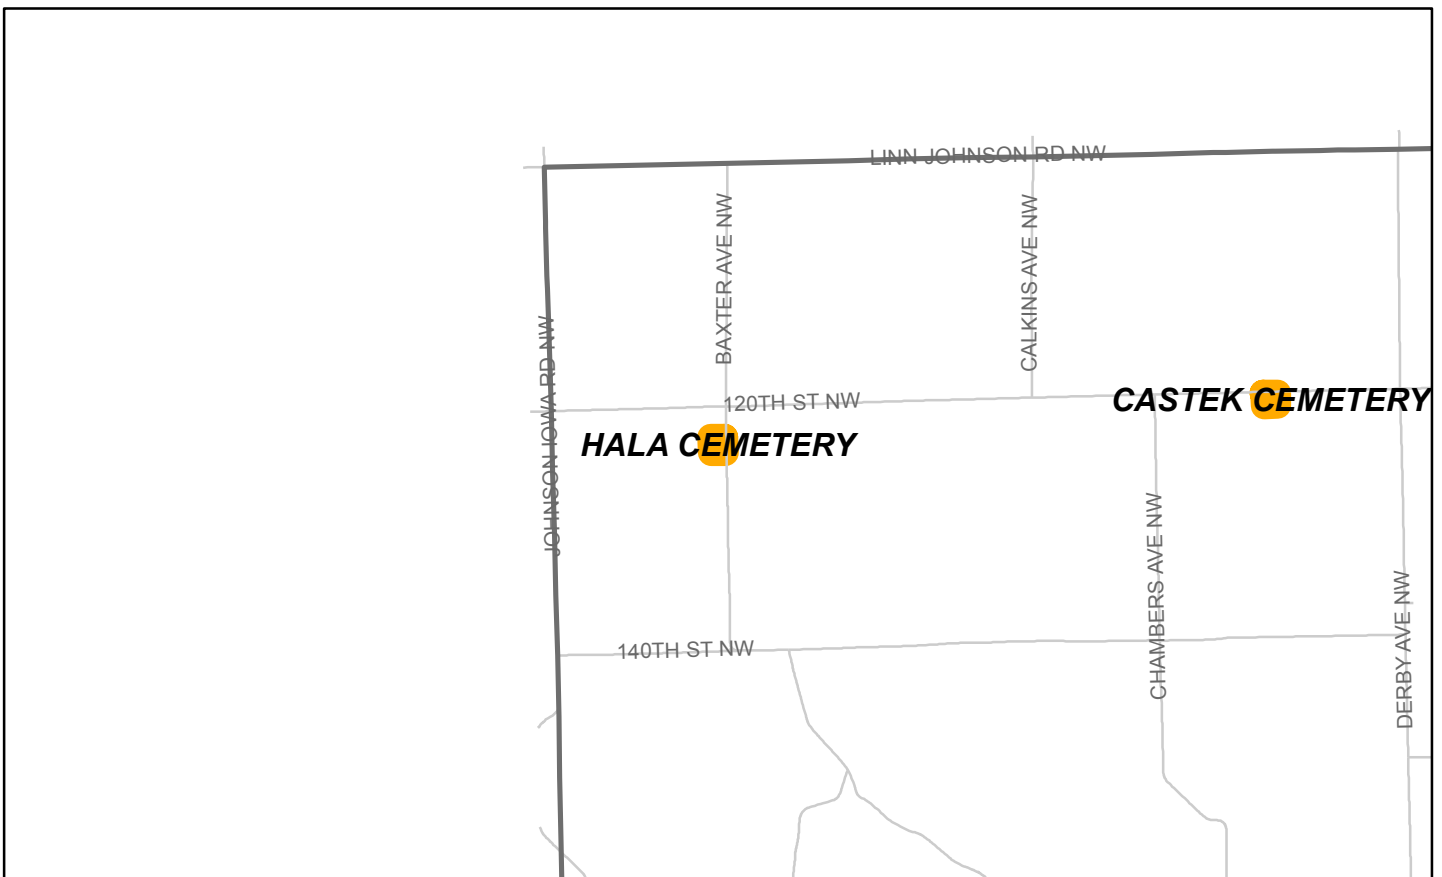 LINN JOHNSON RD NW
BAXTER AVE NW
CALKINS AVE NW
JOHNSON IOWA RD NW
120TH ST NW
CASTEK CEMETERY
HALA CEMETERY
CHAMBERS AVE NW
DERBY AVE NW
140TH ST NW